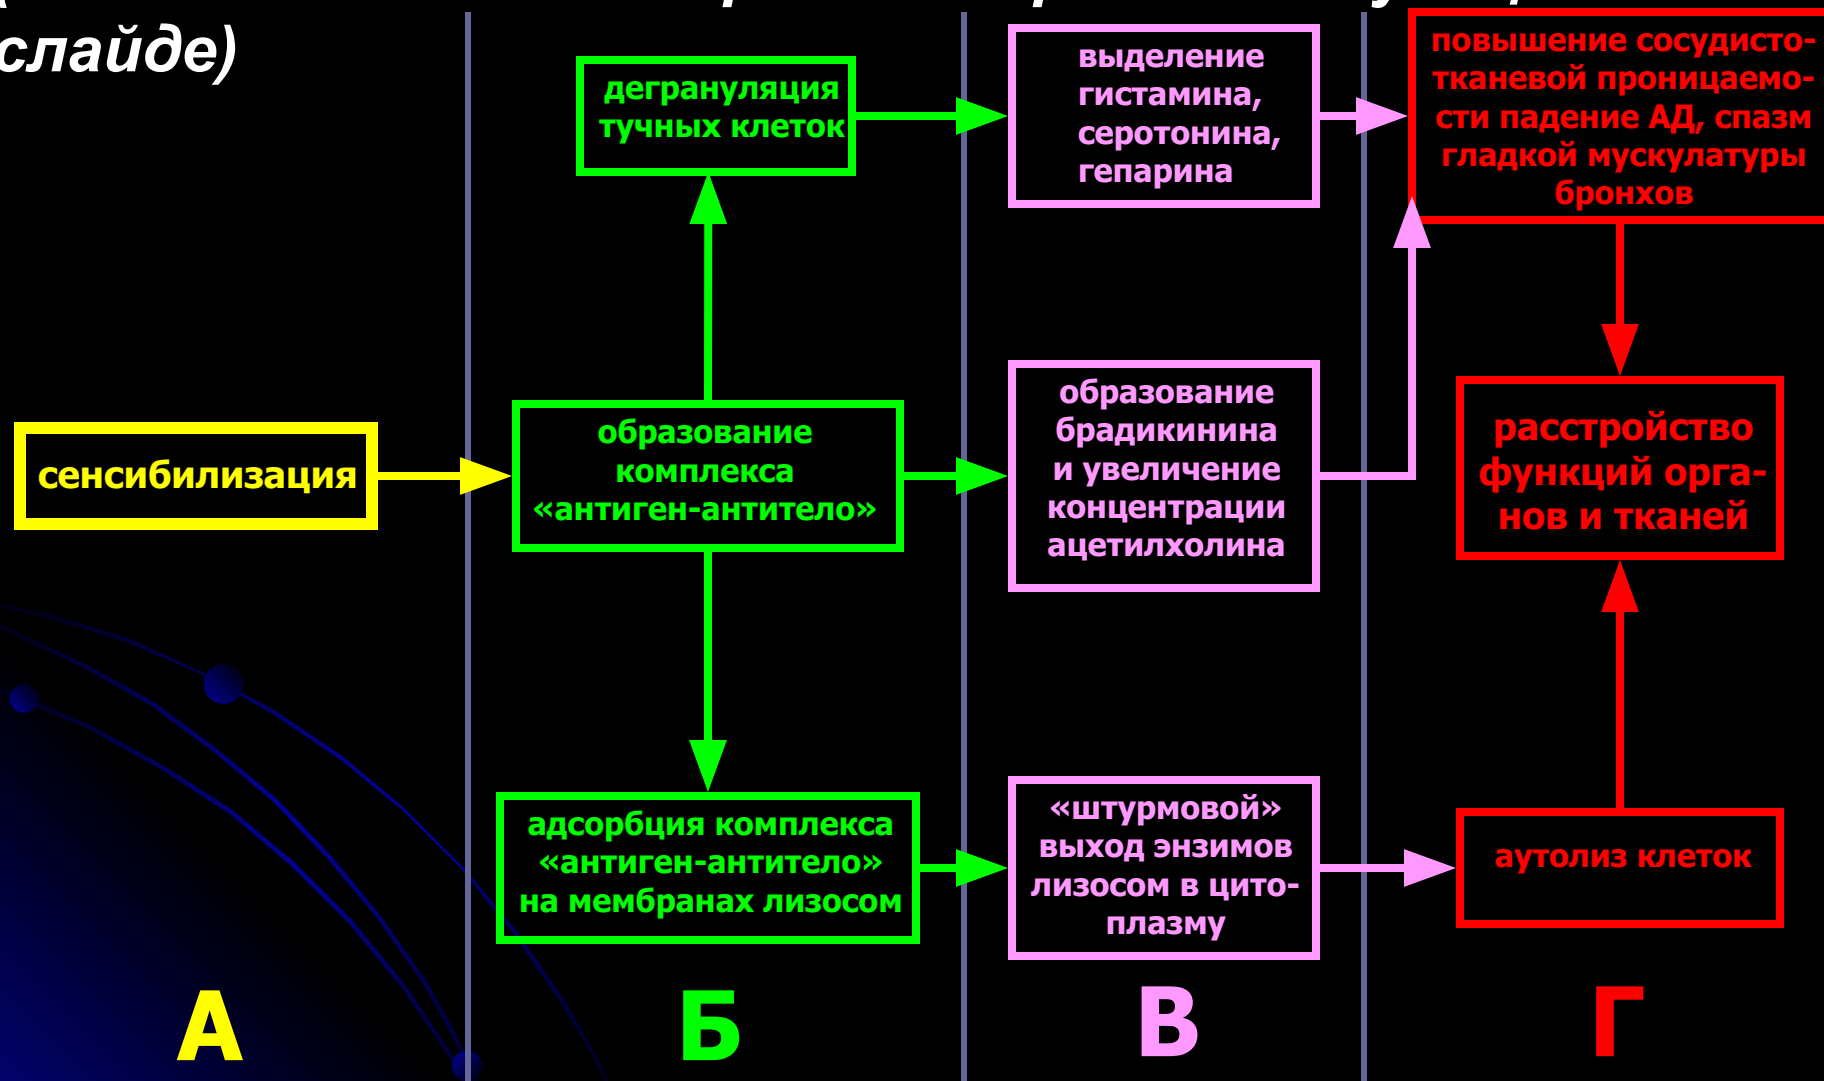 слайде)
дегрануляция
тучных клеток
выделение
гистамина,
серотонина,
гепарина
повышение сосудисто-
тканевой проницаемо-
сти падение АД, спазм
гладкой мускулатуры
бронхов
сенсибилизация
образование
комплекса
«антиген-антитело»
образование
брадикинина
и увеличение
концентрации
ацетилхолина
расстройство
функций орга-
нов и тканей
адсорбция комплекса
«антиген-антитело»
на мембранах лизосом
«штурмовой»
выход энзимов
лизосом в цито-
плазму
аутолиз клеток
А
Б
В
Г